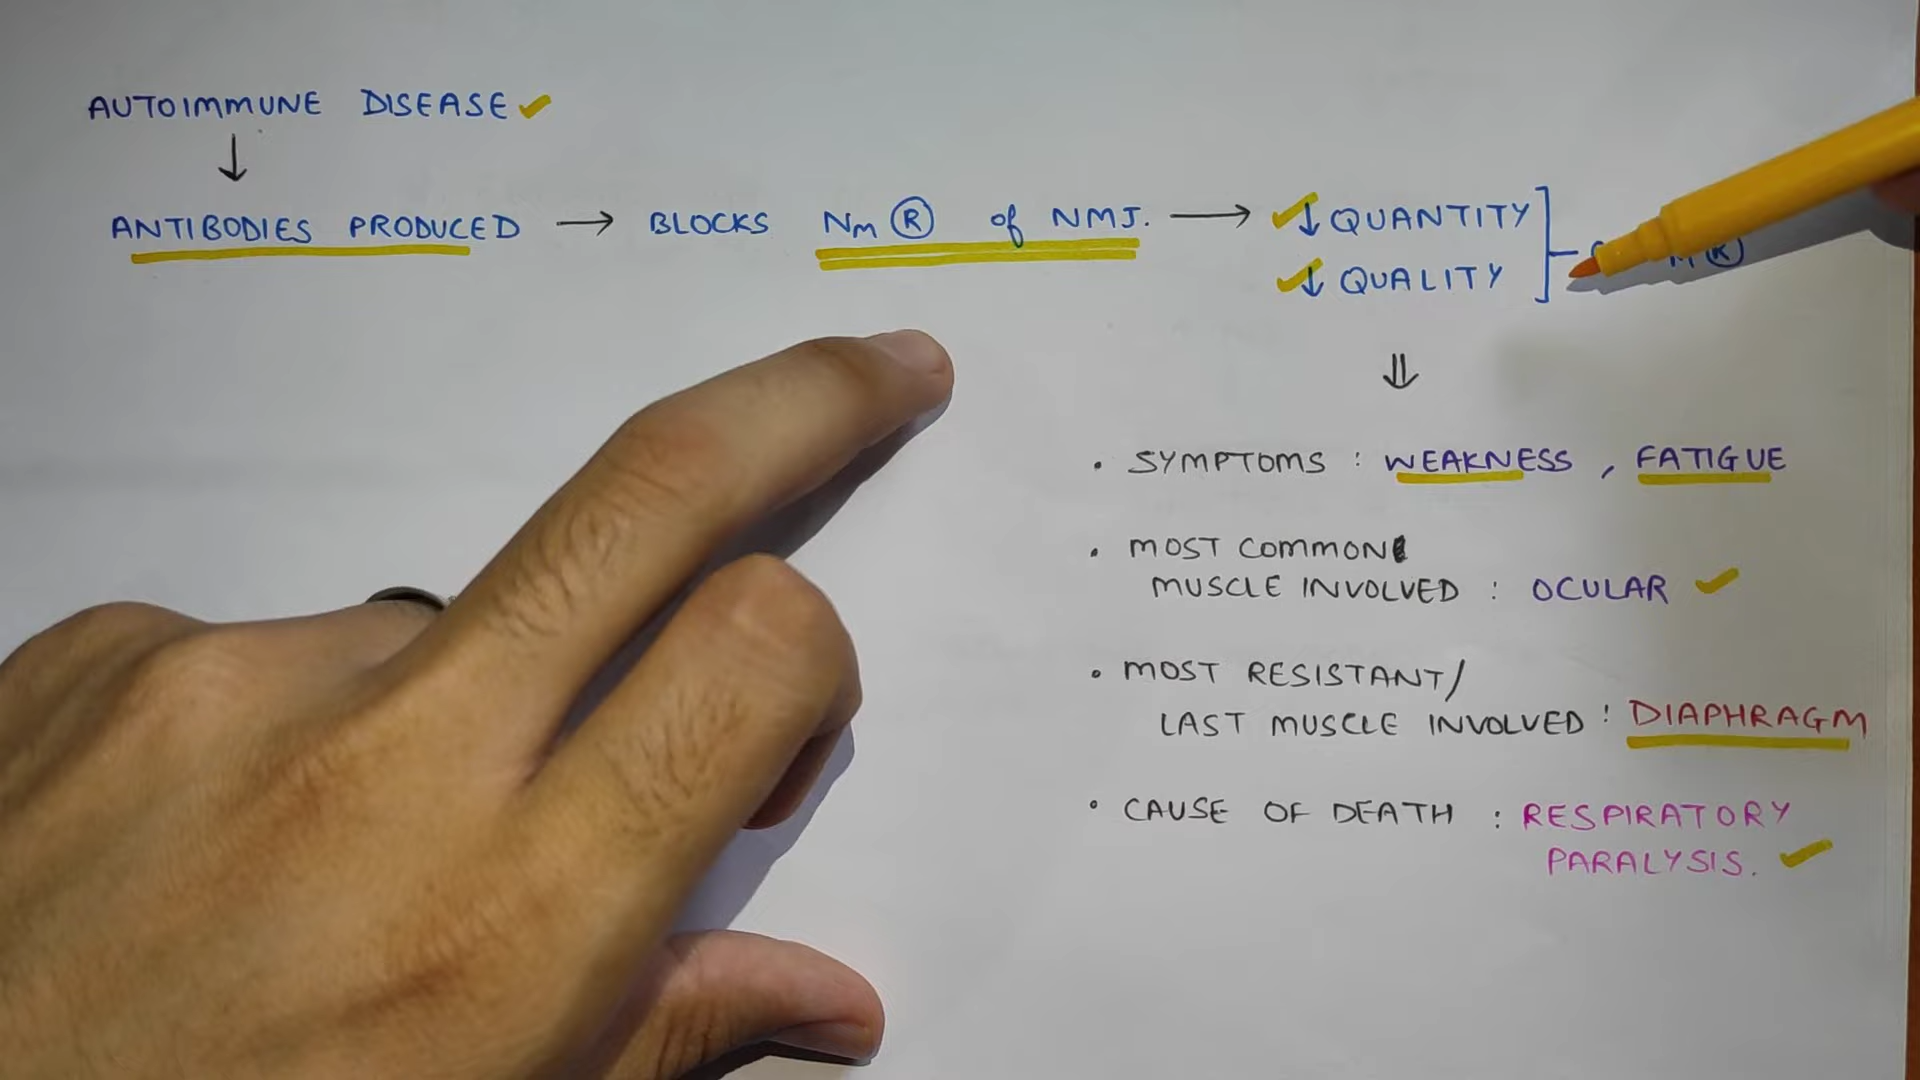 AUTOIMMUNE DISEASE ✓
↓
ANTIBODIES PRODUCED → BLOCKS Nm Ⓡ of NMJ. → ↓ QUANTITY
↓ QUALITY
⇓
• SYMPTOMS : WEAKNESS , FATIGUE
• MOST COMMON
MUSCLE INVOLVED : OCULAR ✓
• MOST RESISTANT/
LAST MUSCLE INVOLVED : DIAPHRAGM
• CAUSE OF DEATH : RESPIRATORY
PARALYSIS. ✓